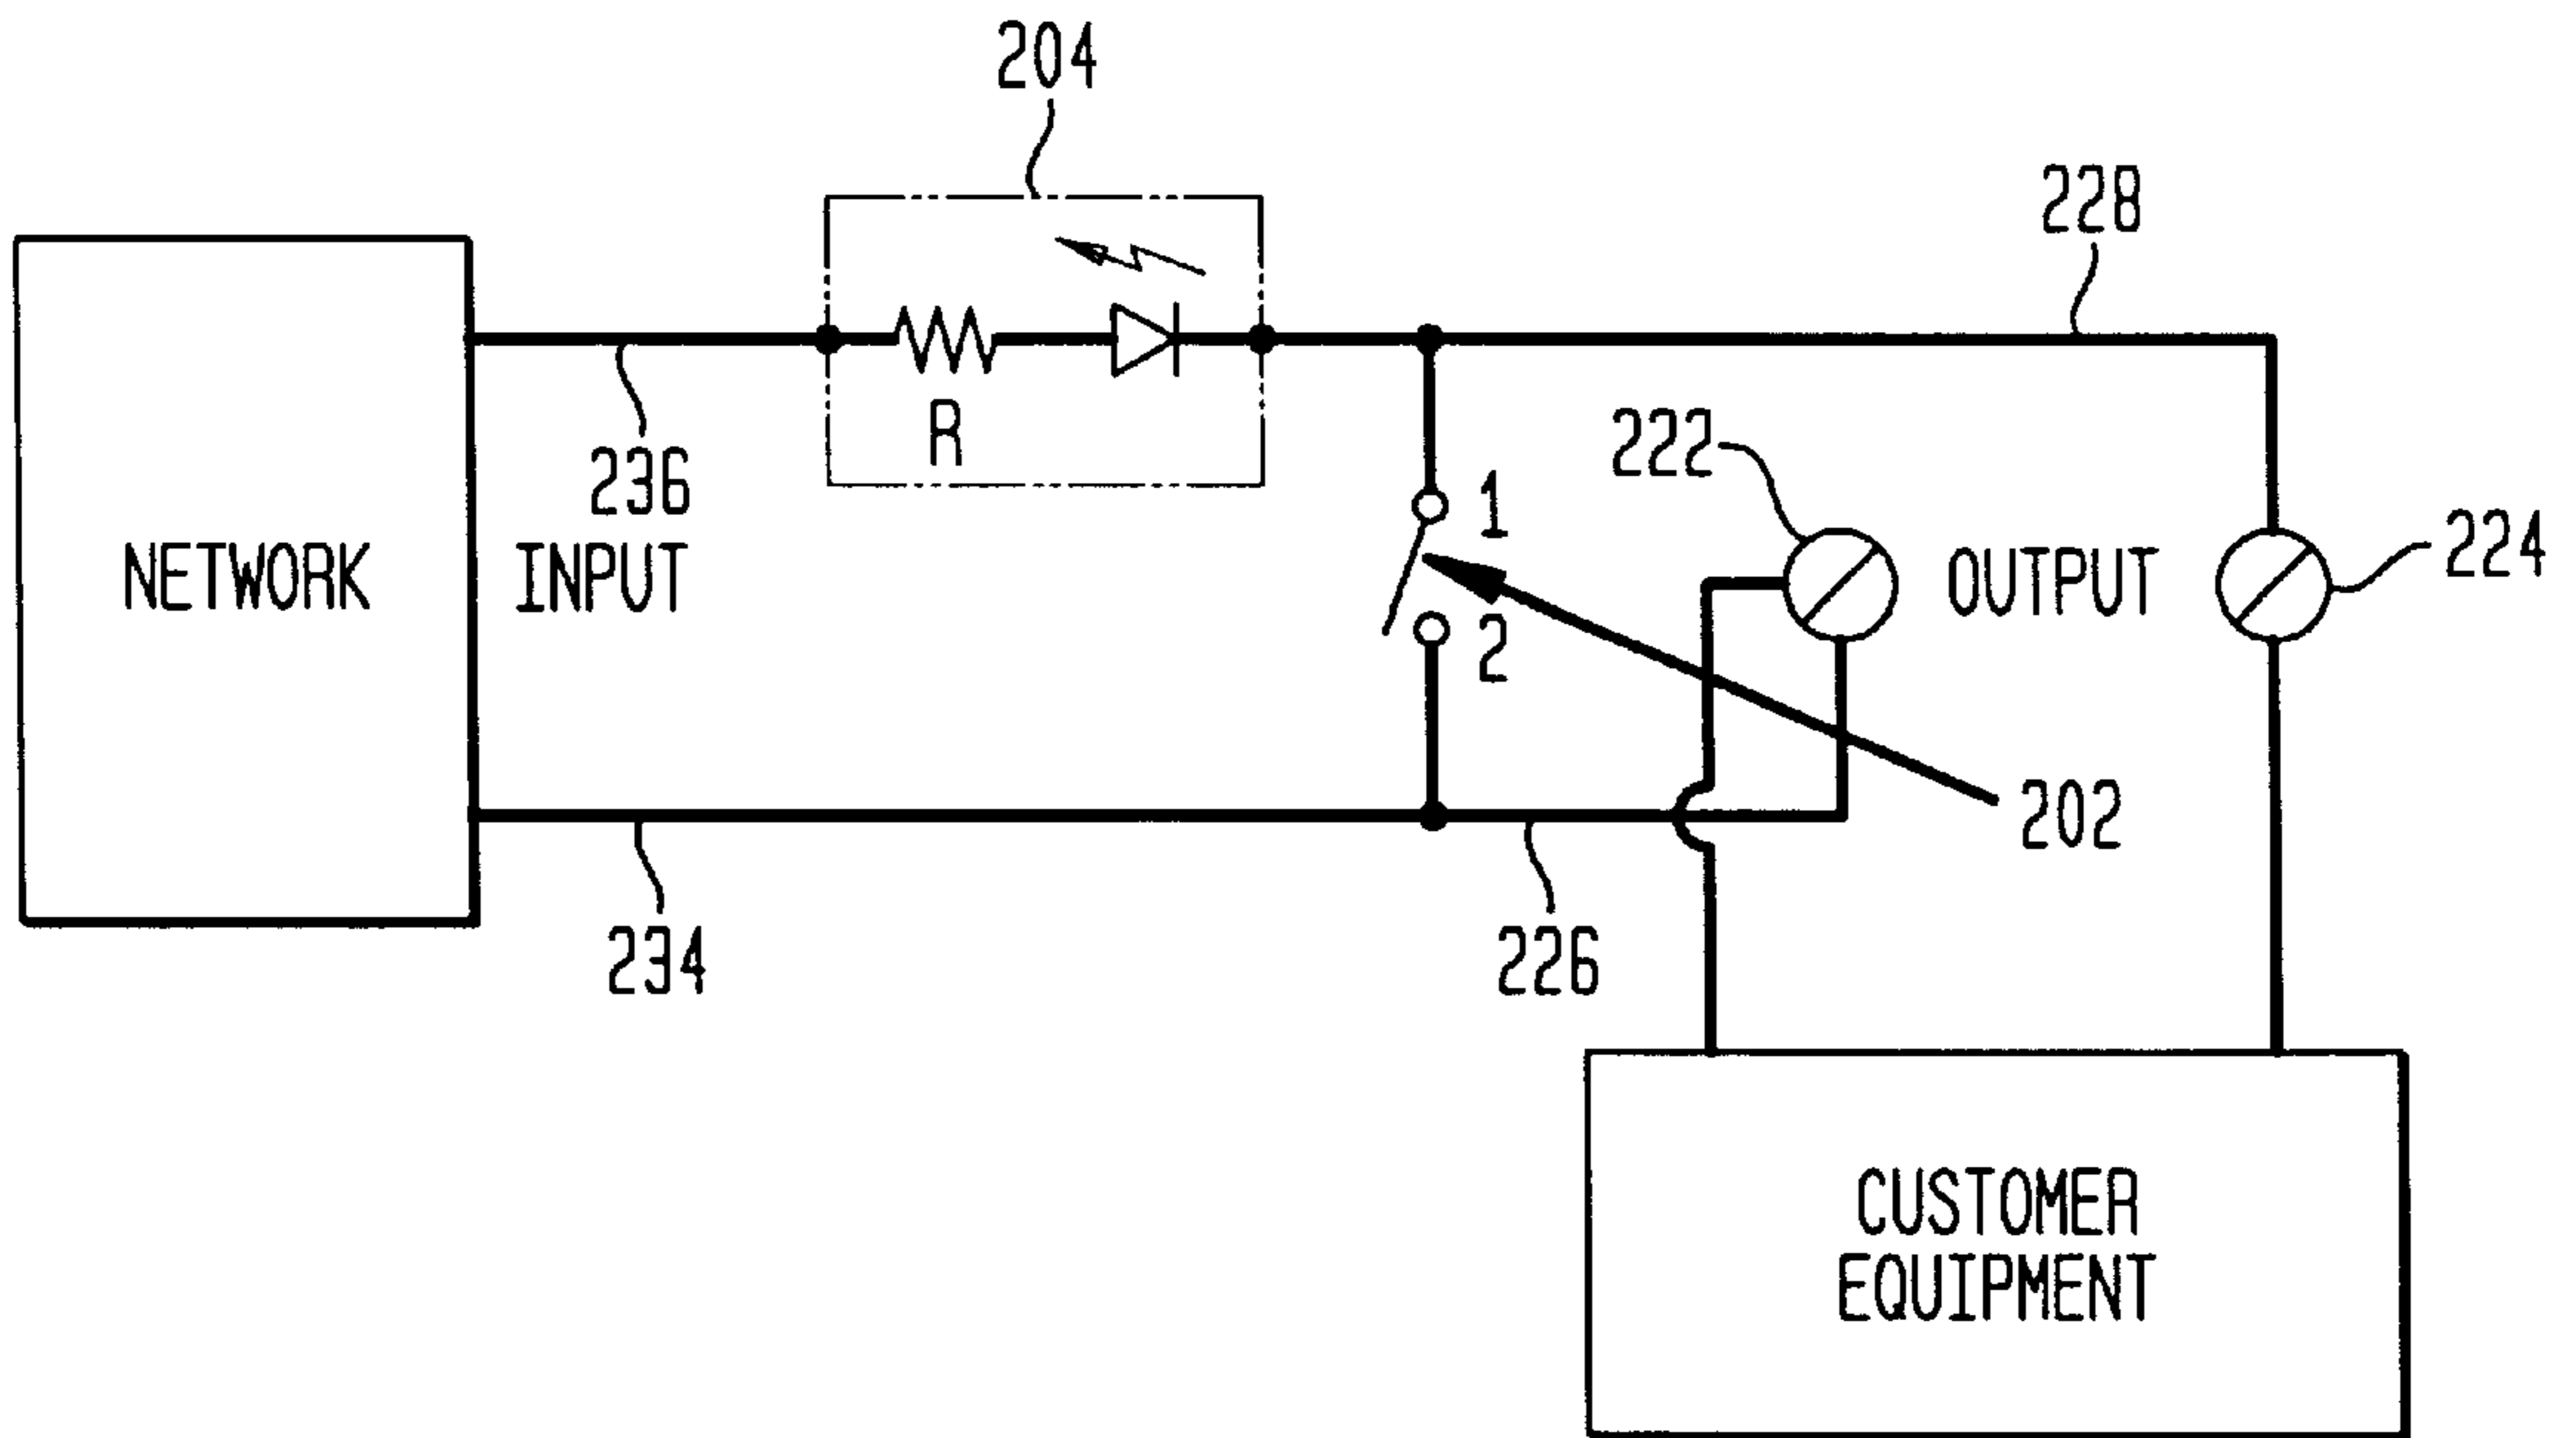 204
228
236
R
222
1
224
NETWORK
INPUT
OUTPUT
2
202
234
226
CUSTOMER
EQUIPMENT